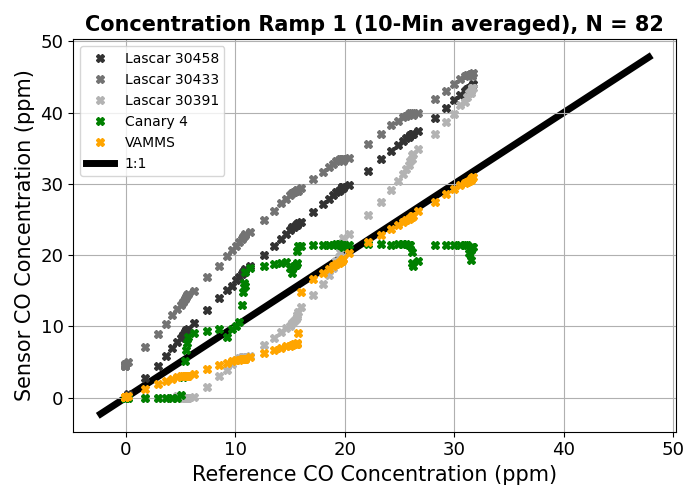 Concentration Ramp 1 (10-Min averaged), N = 82
Sensor CO Concentration (ppm)
50
40
30
20
10
0
Lascar 30458
Lascar 30433
Lascar 30391
Canary 4
VAMMS
1:1
0 10 20 30 40 50
Reference CO Concentration (ppm)